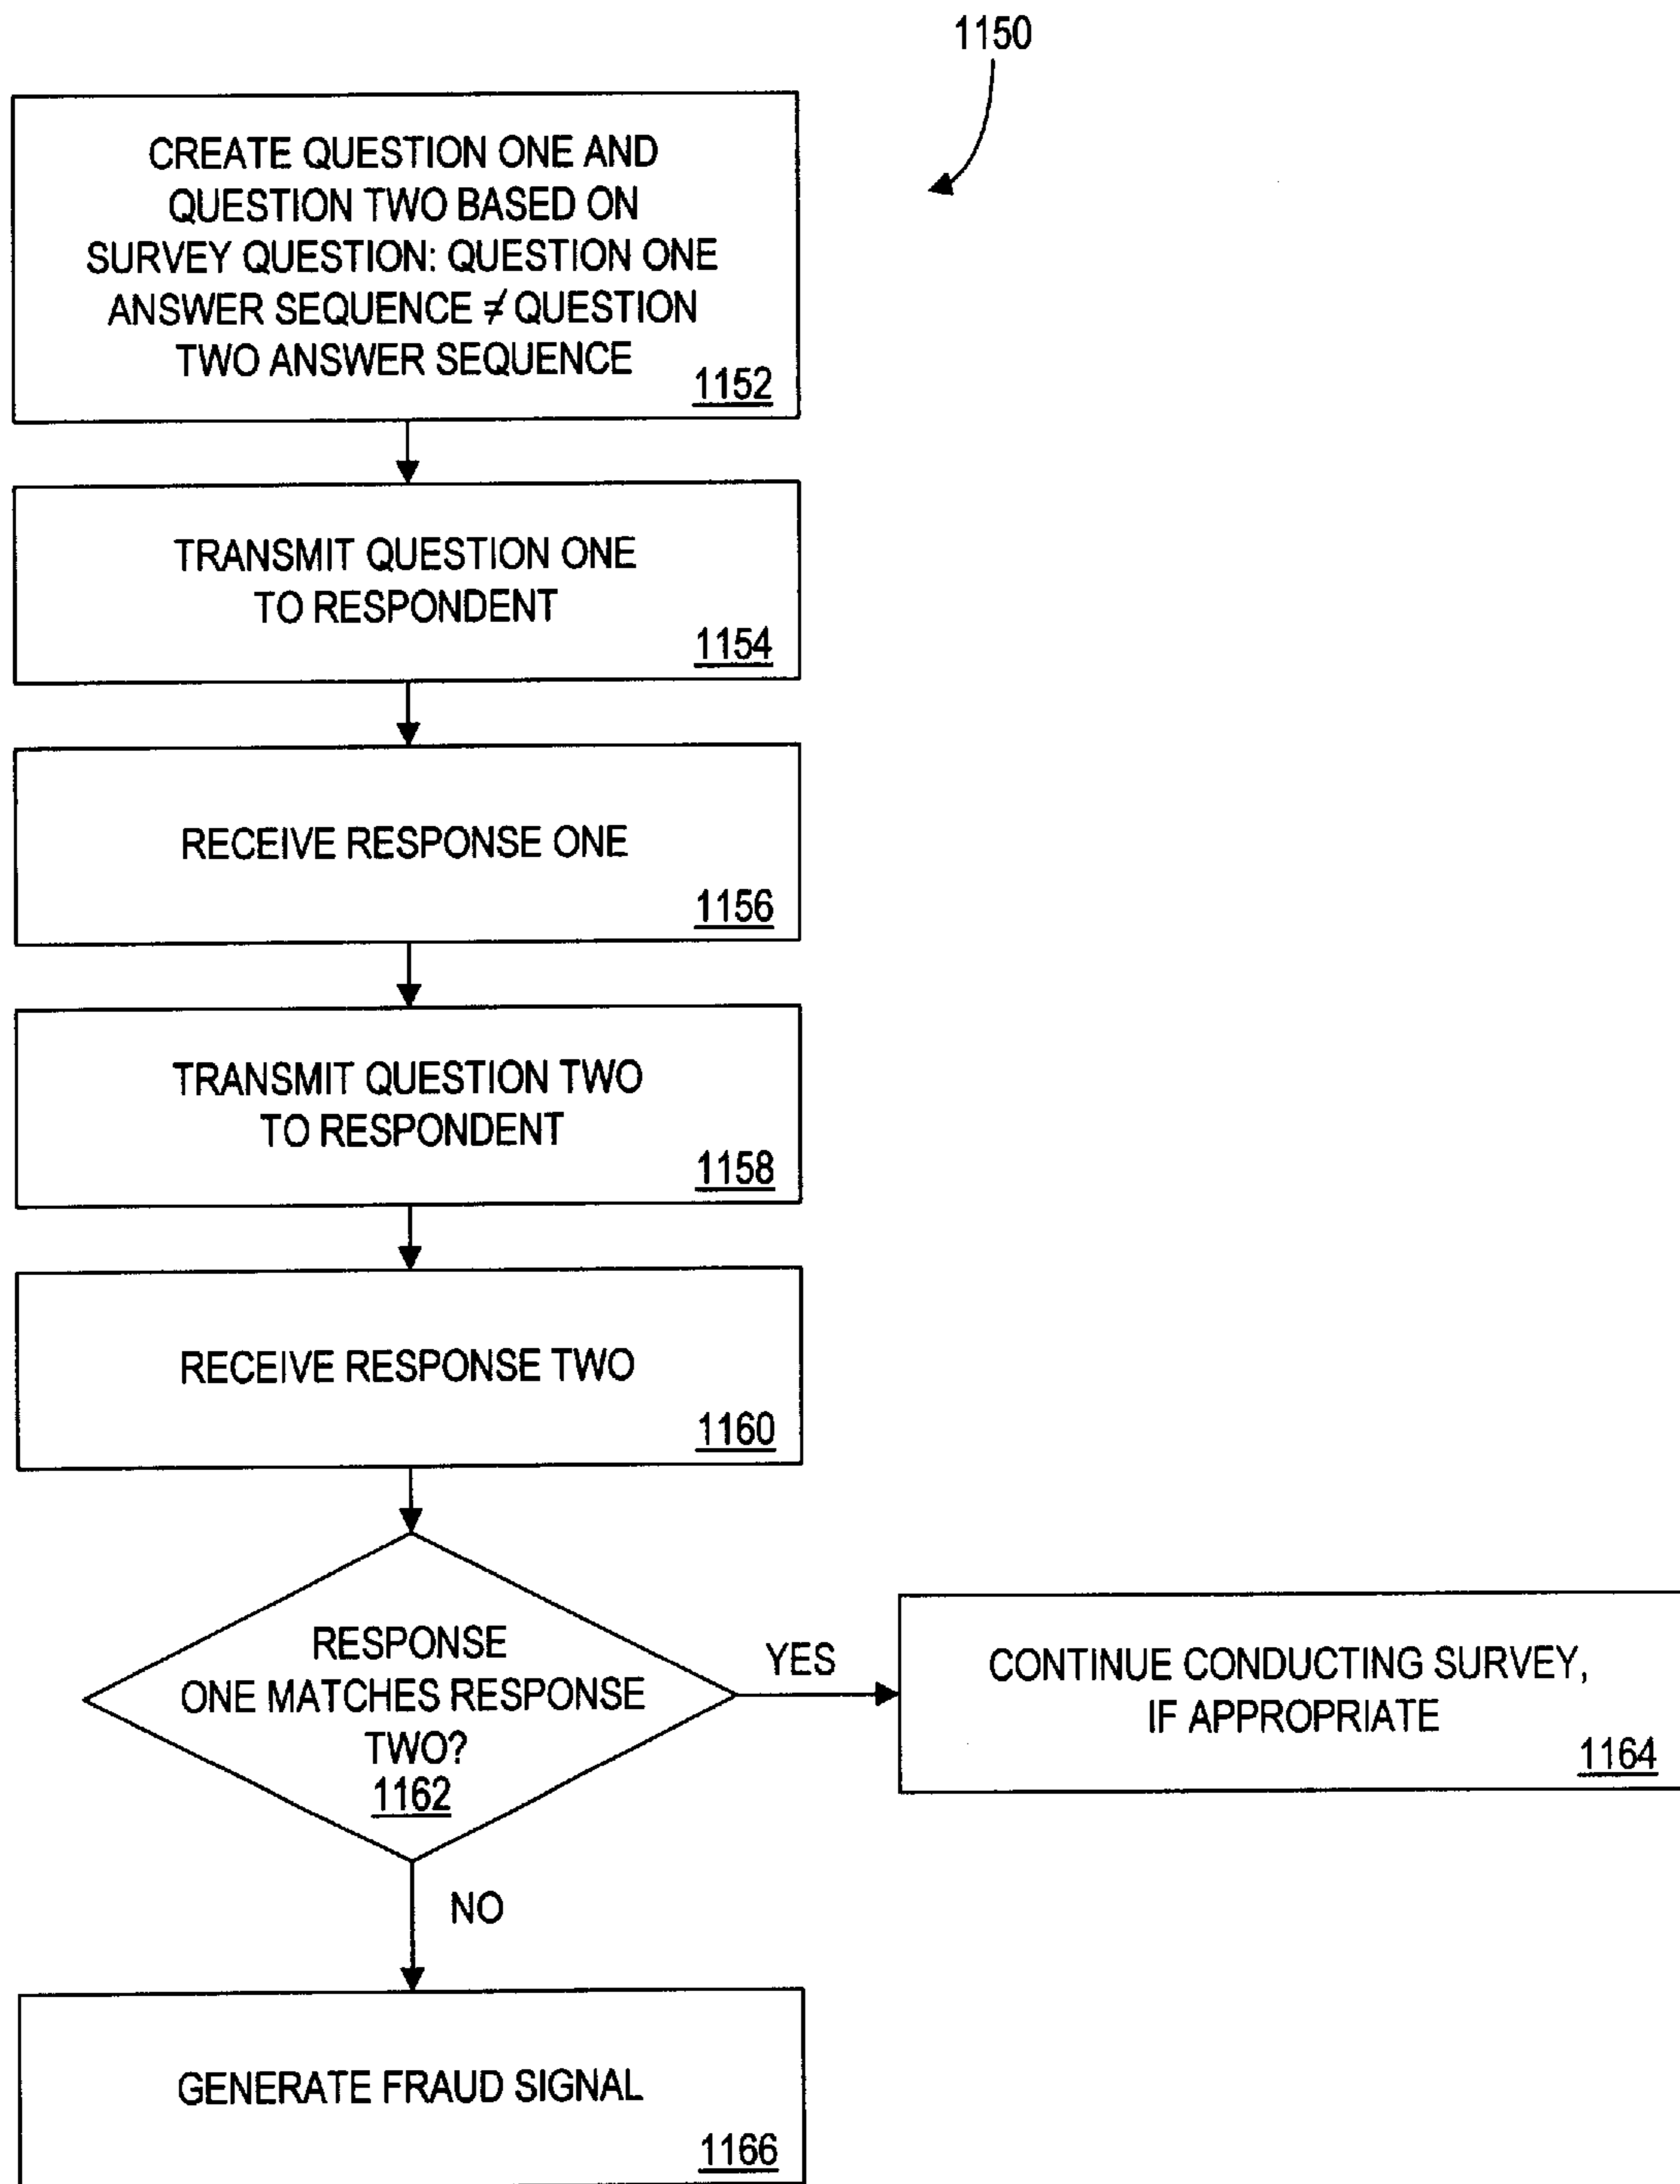 1150
CREATE QUESTION ONE AND
QUESTION TWO BASED ON
SURVEY QUESTION: QUESTION ONE
ANSWER SEQUENCE ≠ QUESTION
TWO ANSWER SEQUENCE
1152
TRANSMIT QUESTION ONE
TO RESPONDENT
1154
RECEIVE RESPONSE ONE
1156
TRANSMIT QUESTION TWO
TO RESPONDENT
1158
RECEIVE RESPONSE TWO
1160
RESPONSE
ONE MATCHES RESPONSE
TWO?
1162
YES
CONTINUE CONDUCTING SURVEY,
IF APPROPRIATE
1164
NO
GENERATE FRAUD SIGNAL
1166